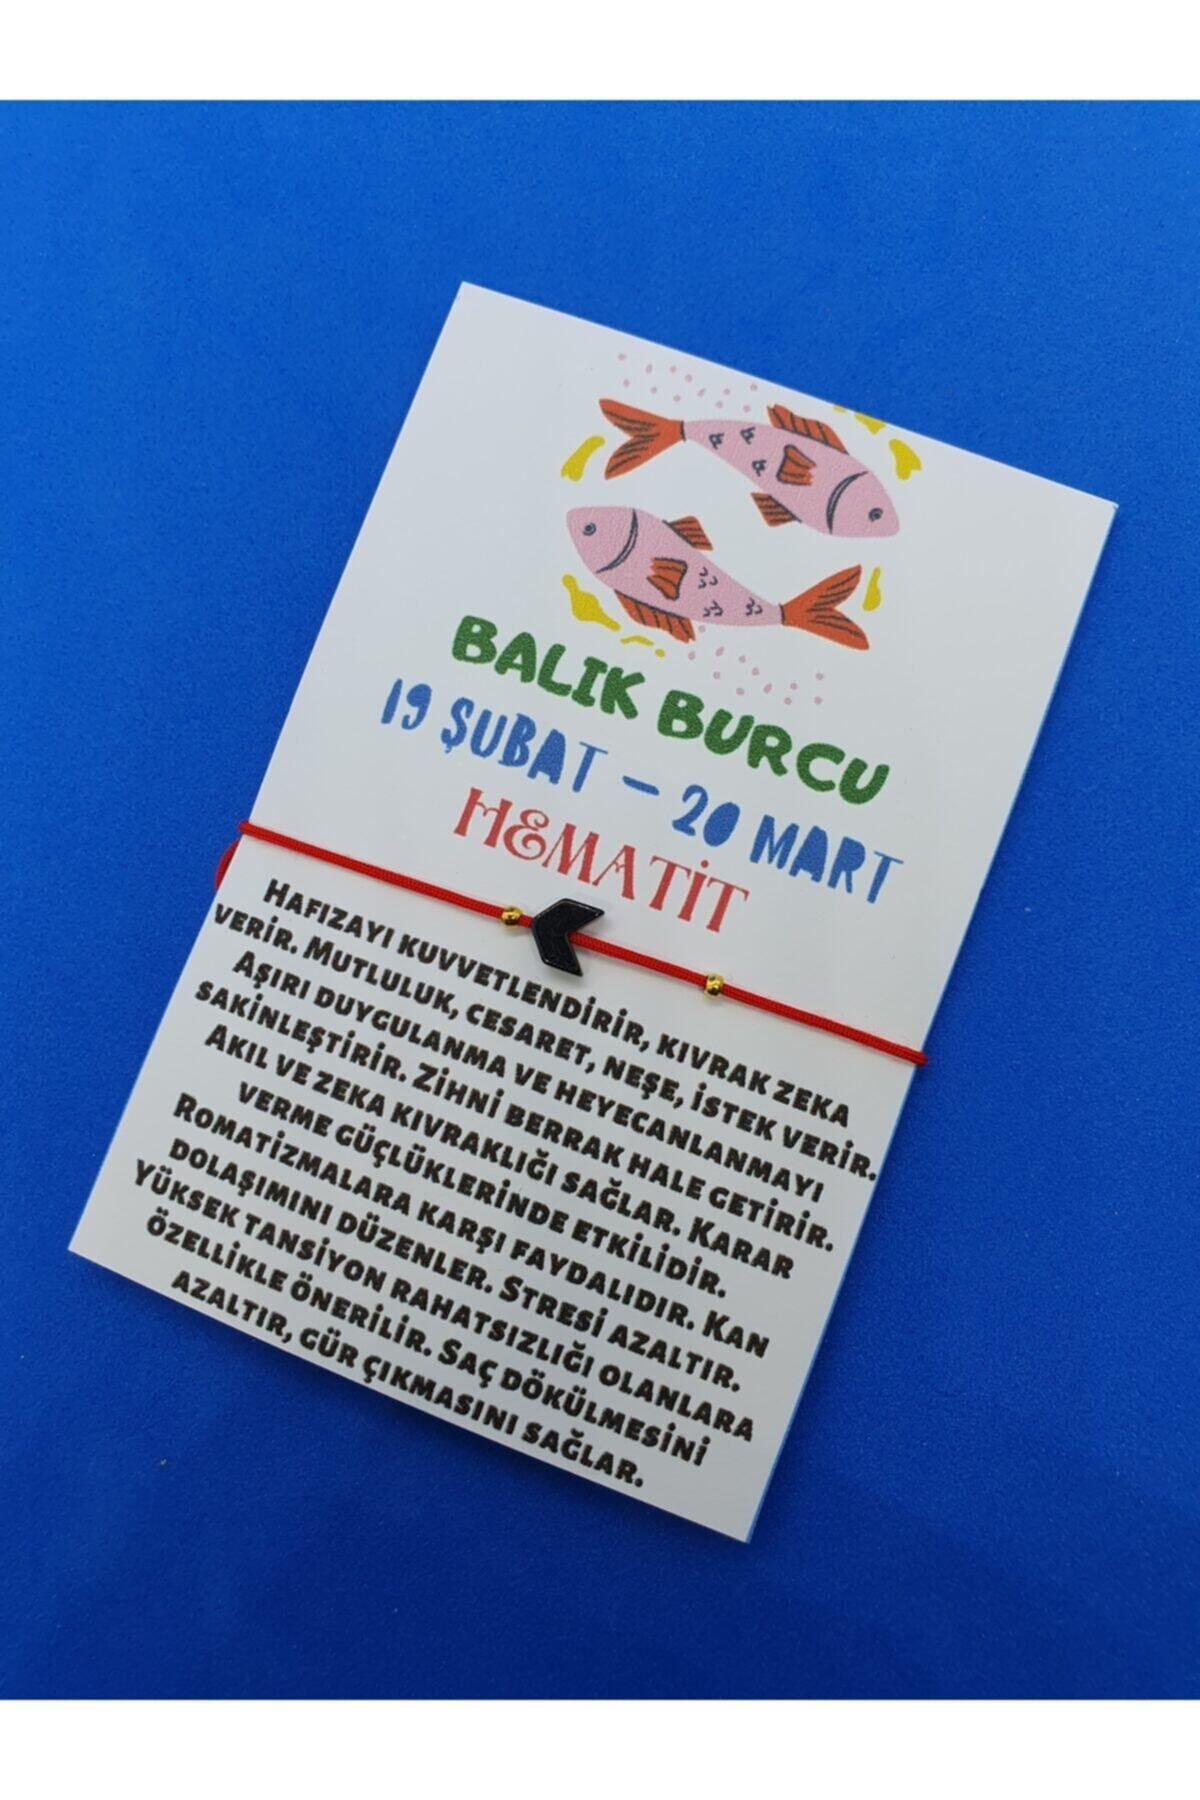 BALIK BURCU
19 ŞUBAT - 20 MART
HEMATİT
HAFIZAYI KUVVETLENDİRİR, KIVRAK ZEKA
VERİR. MUTLULUK, CESARET, NEŞE, İSTEK VERİR.
AŞIRI DUYGULANMA VE HEYECANLANMAYI
SAKİNLEŞTİRİR. ZİHNİ BERRAK HALE GETİRİR.
AKIL VE ZEKA KIVRAKLIĞI SAĞLAR. KARAR
VERME GÜÇLÜKLERİNDE ETKİLİDİR.
ROMATİZMALARA KARŞI FAYDALIDIR. KAN
DOLAŞIMINI DÜZENLER. STRESİ AZALTIR.
YÜKSEK TANSİYON RAHATSIZLIĞI OLANLARA
ÖZELLİKLE ÖNERİLİR. SAÇ DÖKÜLMESİNİ
AZALTIR, GÜR ÇIKMASINI SAĞLAR.